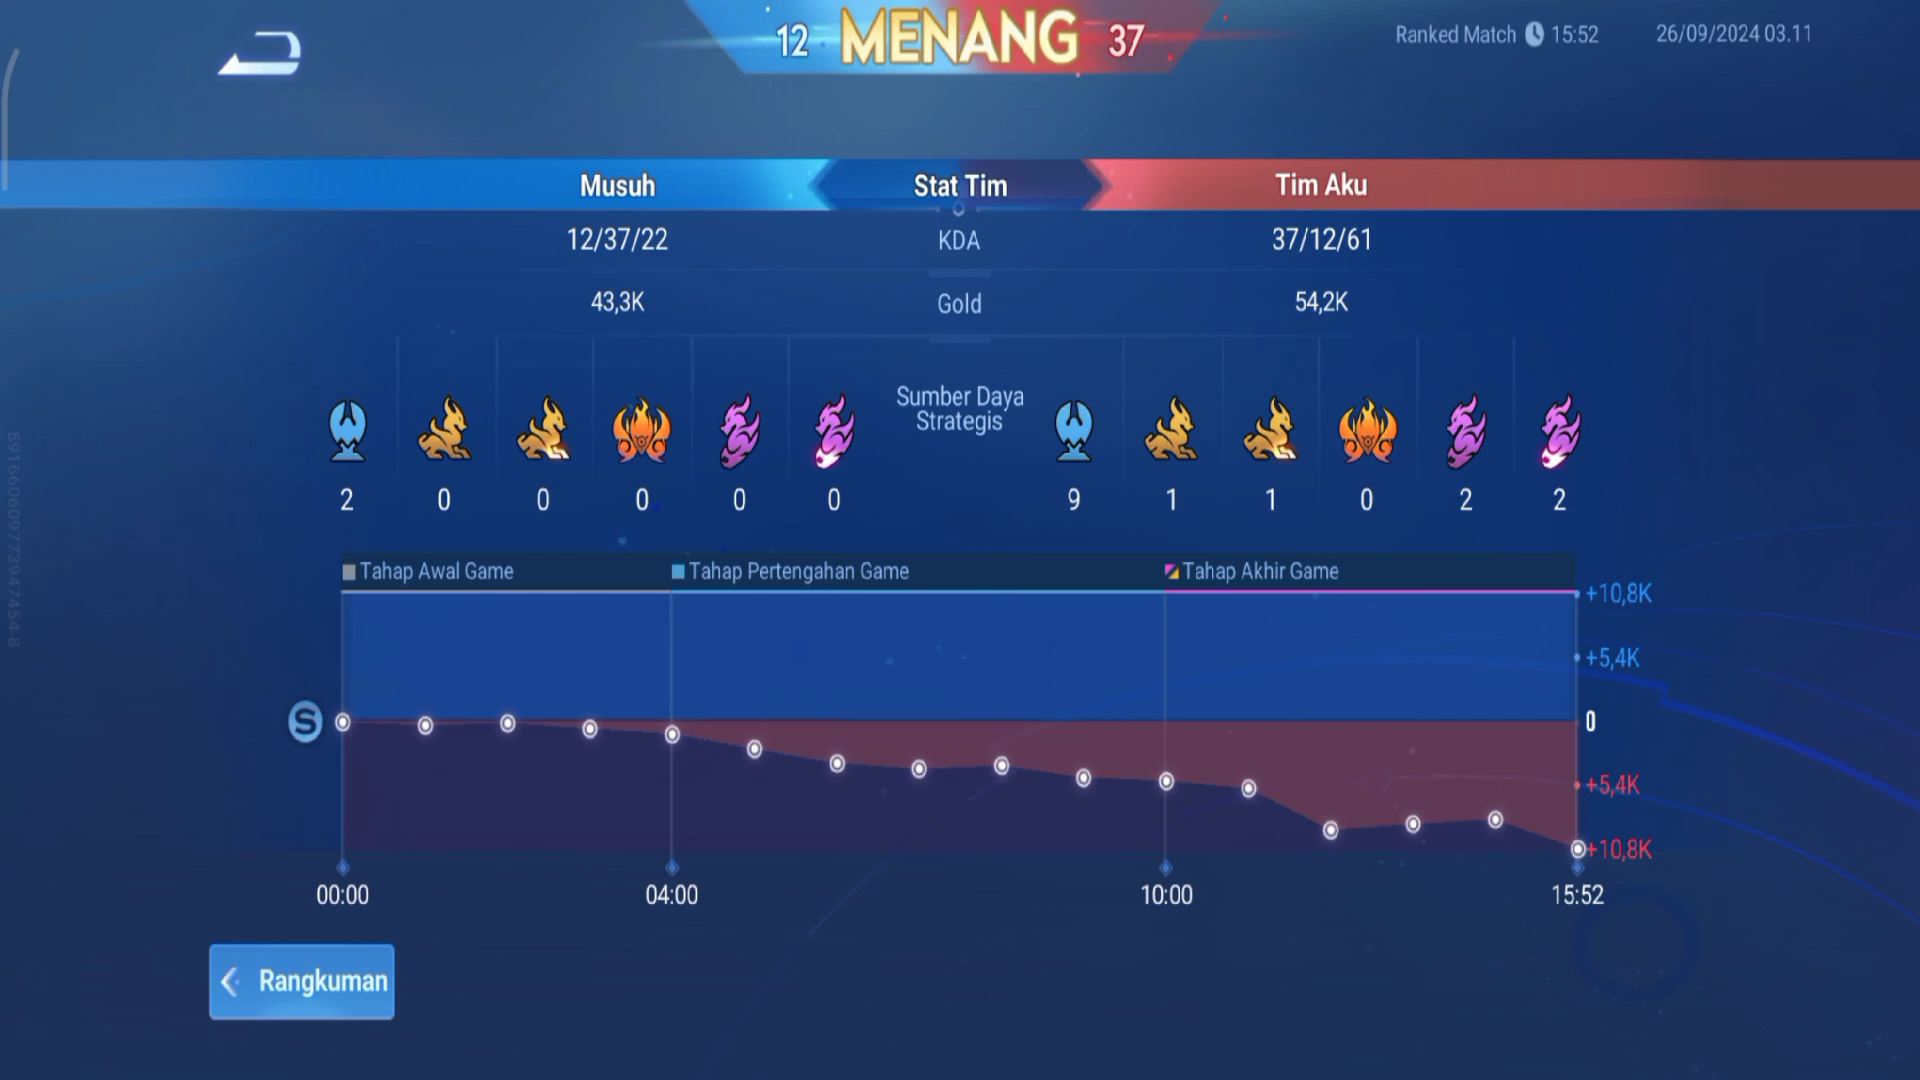 12 MENANG 37
Ranked Match 15:52 26/09/2024 03.11
Musuh Stat Tim Tim Aku
12/37/22 KDA 37/12/61
43,3K Gold 54,2K
Sumber Daya
Strategis
2 0 0 0 0 0 9 1 1 0 2 2
Tahap Awal Game Tahap Pertengahan Game Tahap Akhir Game
+10,8K
+5,4K
S 0
+5,4K
+10,8K
00:00 04:00 10:00 15:52
Rangkuman